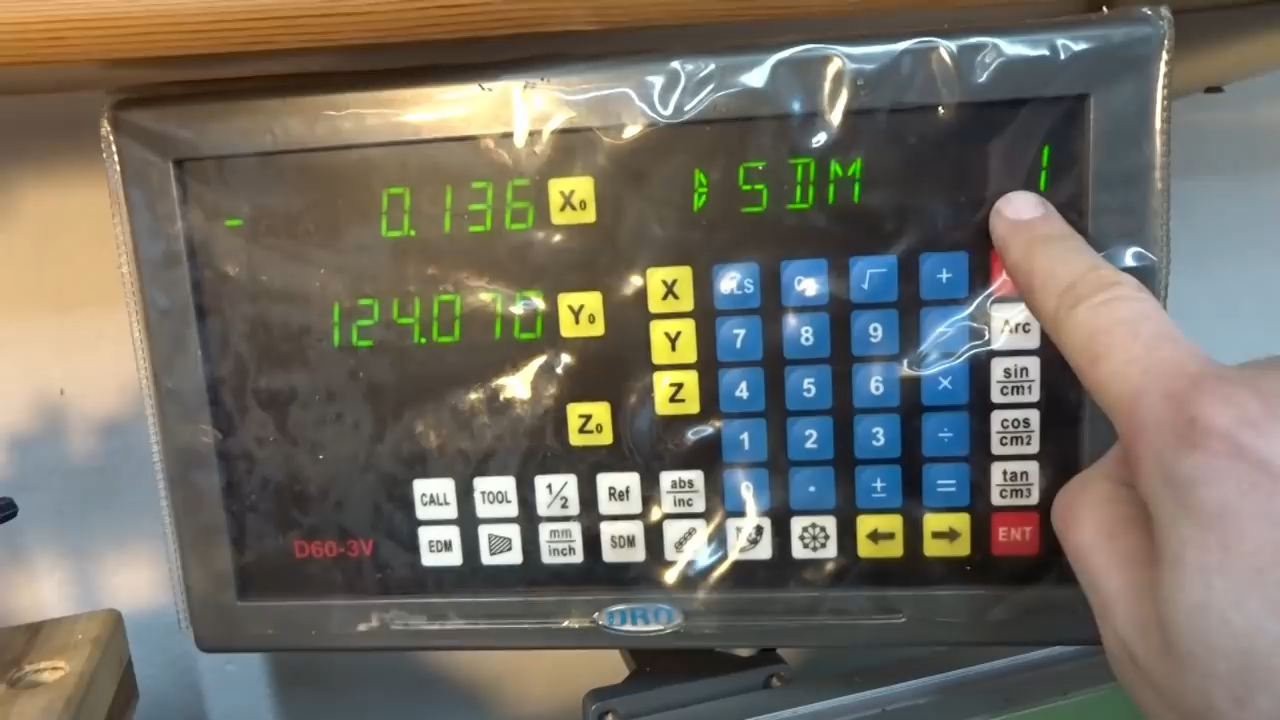 - 0.136 X₀ SDM 1
124.070 Y₀
Z₀
X √ +
Y 7 8 9 - Arc
Z 4 5 6 × sin/cm1
1 2 3 ÷ cos/cm2
CALL TOOL 1/2 Ref abs/inc 0 . ± = tan/cm3
EDM mm/inch SDM ← → ENT
D60-3V
DRO